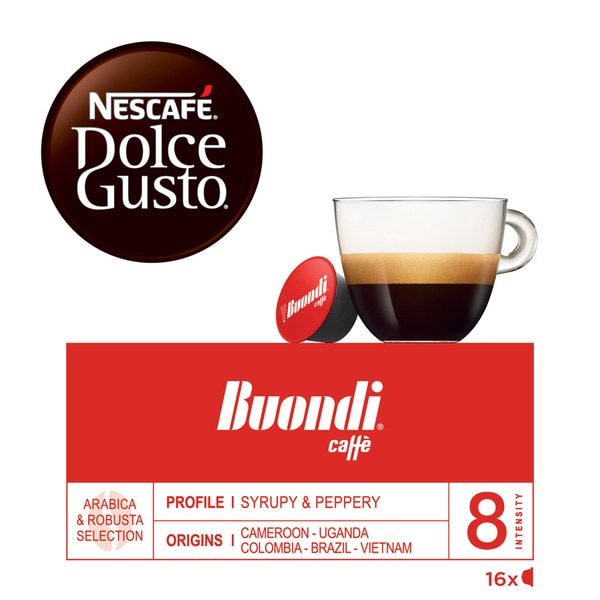 NESCAFÉ®
Dolce
Gusto®
Buondi
caffè
Buondi®
caffè
ARABICA
& ROBUSTA
SELECTION
PROFILE | SYRUPY & PEPPERY
ORIGINS | CAMEROON - UGANDA
COLOMBIA - BRAZIL - VIETNAM
8
INTENSITY
16x